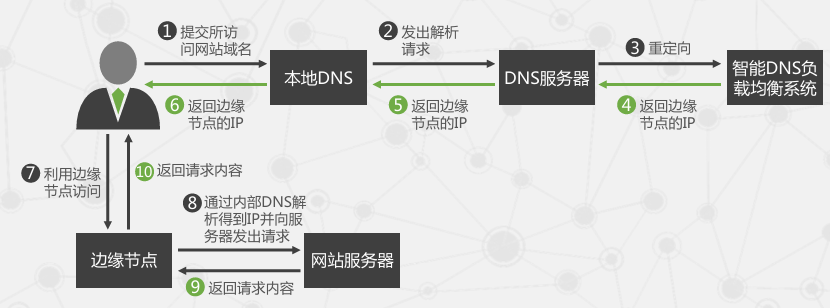 1 提交所访
问网站域名
2 发出解析
请求
3 重定向
本地DNS
DNS服务器
智能DNS负
载均衡系统
6 返回边缘
节点的IP
5 返回边缘
节点的IP
4 返回边缘
节点的IP
7 利用边缘
节点访问
10 返回请求内容
8 通过内部DNS解
析得到IP并向服
务器发出请求
边缘节点
网站服务器
9 返回请求内容